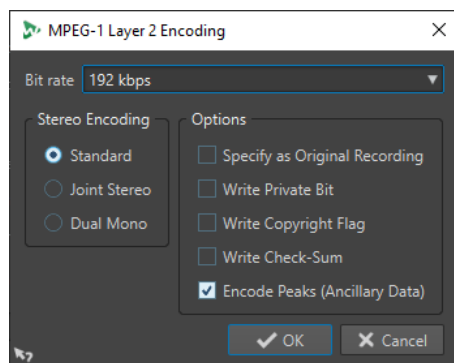 MPEG-1 Layer 2 Encoding
Bit rate 192 kbps
Stereo Encoding
Standard
Joint Stereo
Dual Mono
Options
Specify as Original Recording
Write Private Bit
Write Copyright Flag
Write Check-Sum
Encode Peaks (Ancillary Data)
OK
Cancel